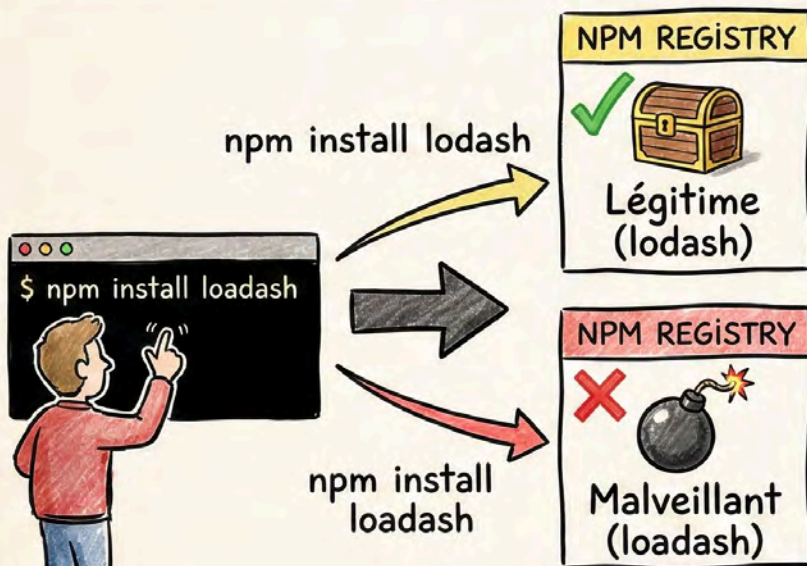 npm install lodash
$ npm install loadash
npm install
loadash
NPM REGISTRY
Légitime
(lodash)
NPM REGISTRY
Malveillant
(loadash)